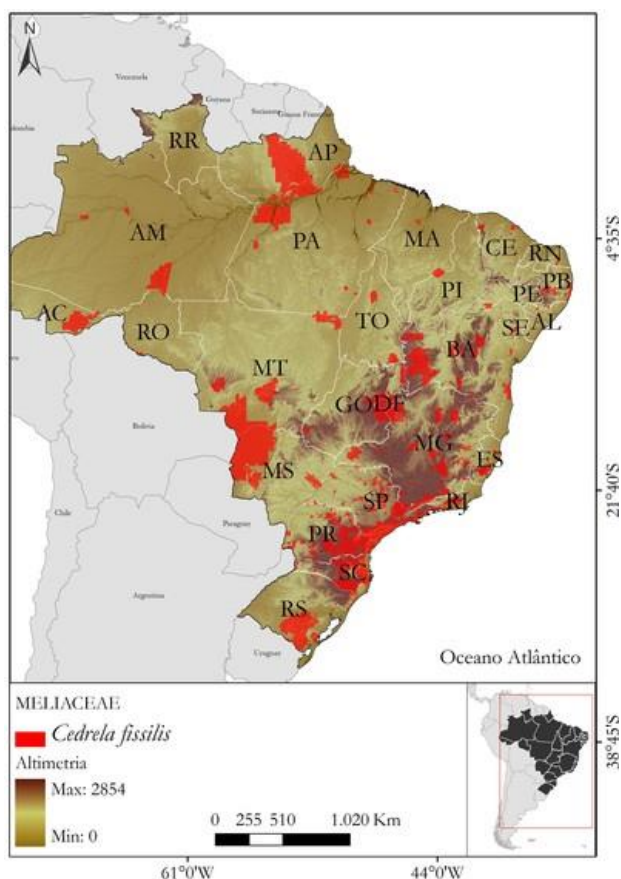 N
Venezuela
Guyana
Suriname
Guiana Francesa
RR
AP
AM
PA
MA
CE
RN
4°35'S
PI
PB
PE
AC
TO
SE
AL
RO
BA
MT
GO
DF
Bolivia
MG
ES
MS
SP
RJ
21°40'S
Chile
Paraguay
PR
SC
Argentina
RS
Uruguay
Oceano Atlântico
MELIACEAE
Cedrela fissilis
Altimetria
Max: 2854
Min: 0
0 255 510 1.020 Km
38°45'S
61°0'W
44°0'W